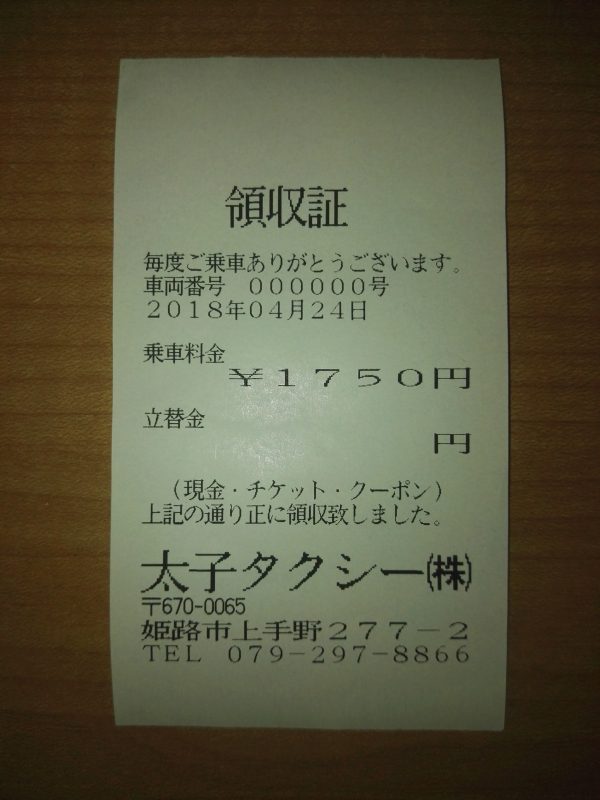 領収証
毎度ご乗車ありがとうございます。
車両番号　００００００号
２０１８年０４月２４日
乗車料金
￥１７５０円
立替金
円
（現金・チケット・クーポン）
上記の通り正に領収致しました。
太子タクシー㈱
〒670-0065
姫路市上手野２７７－２
ＴＥＬ　０７９－２９７－８８６６